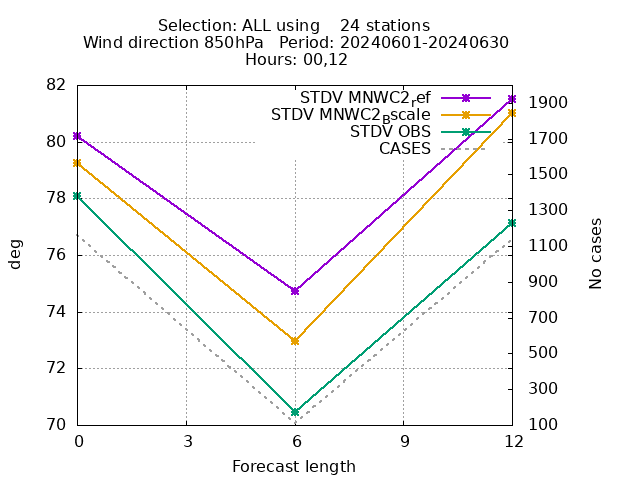 Selection: ALL using    24 stations
Wind direction 850hPa   Period: 20240601-20240630
Hours: 00,12
STDV MNWC2_ref
STDV MNWC2_Bscale
STDV OBS
CASES
82
80
78
76
74
72
70
1900
1700
1500
1300
1100
900
700
500
300
100
deg
No cases
0 3 6 9 12
Forecast length